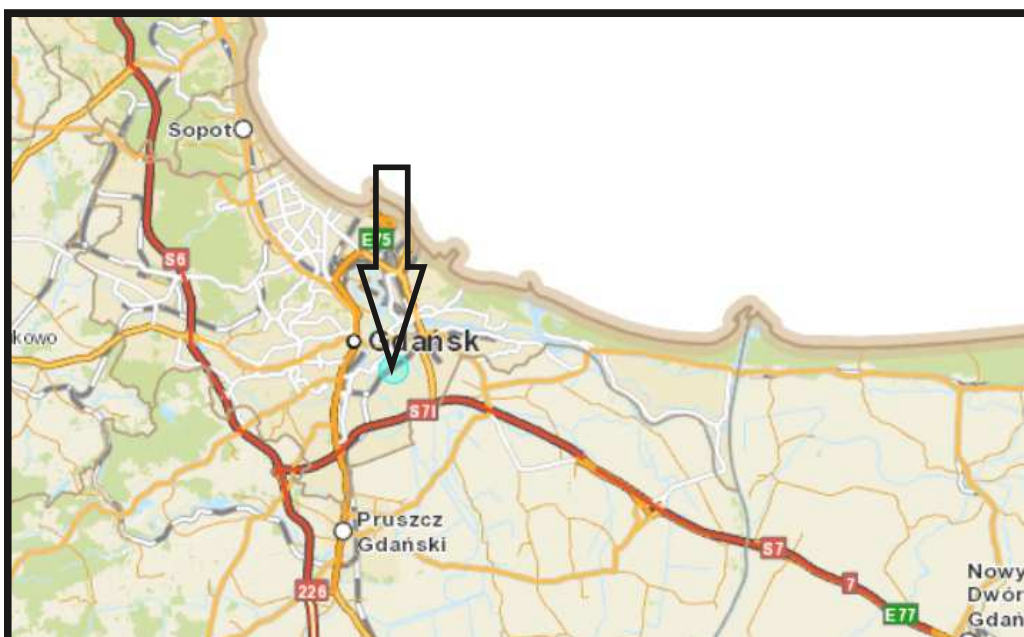 Sopot
E75
S6
kowo
Gdańsk
S7
Pruszcz
Gdański
S7
7
226
E77
Nowy
Dwór
Gdań